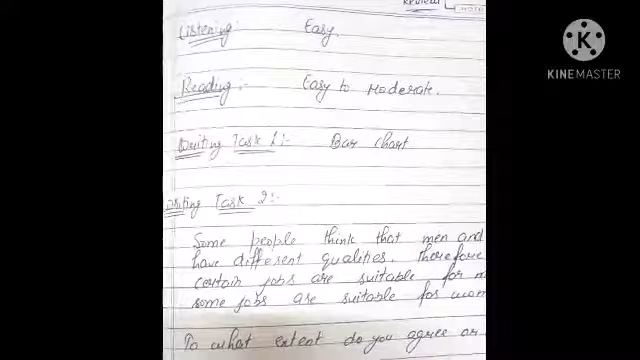 Review
Listening:- Easy.
Reading:- Easy to Moderate.
Writing Task 1:- Bar Chart
Writing Task 2:-
Some people think that men and
have different qualities. Therefore
certain jobs are suitable for
some jobs are suitable for
To what extent do you agree or
KINEMASTER